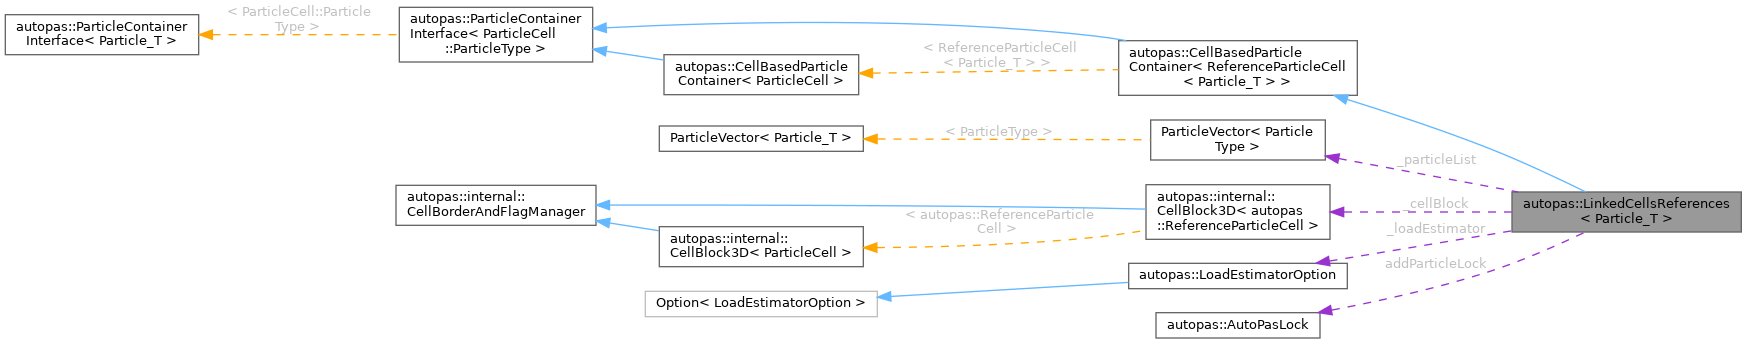 autopas::ParticleContainer
Interface< Particle_T >
< ParticleCell::Particle
Type >
autopas::ParticleContainer
Interface< ParticleCell
::ParticleType >
autopas::CellBasedParticle
Container< ParticleCell >
< ReferenceParticleCell
< Particle_T > >
autopas::CellBasedParticle
Container< ReferenceParticleCell
< Particle_T > >
ParticleVector< Particle_T >
< ParticleType >
ParticleVector< Particle
Type >
_particleList
autopas::internal::
CellBorderAndFlagManager
autopas::internal::
CellBlock3D< ParticleCell >
< autopas::ReferenceParticle
Cell >
autopas::internal::
CellBlock3D< autopas
::ReferenceParticleCell >
_cellBlock
autopas::LinkedCellsReferences
< Particle_T >
_loadEstimator
addParticleLock
Option< LoadEstimatorOption >
autopas::LoadEstimatorOption
autopas::AutoPasLock